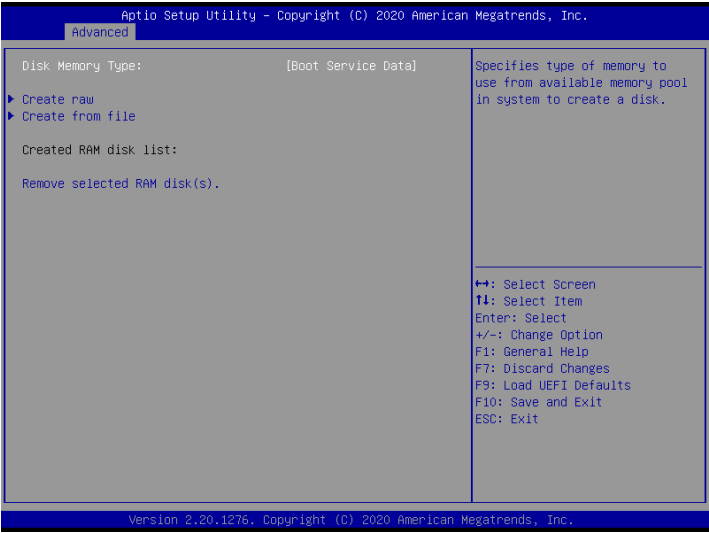 Aptio Setup Utility – Copyright (C) 2020 American Megatrends, Inc.
Advanced
Disk Memory Type: [Boot Service Data]
Create raw
Create from file
Created RAM disk list:
Remove selected RAM disk(s).
Specifies type of memory to
use from available memory pool
in system to create a disk.
↔: Select Screen
↑↓: Select Item
Enter: Select
+/-: Change Option
F1: General Help
F7: Discard Changes
F9: Load UEFI Defaults
F10: Save and Exit
ESC: Exit
Version 2.20.1276. Copyright (C) 2020 American Megatrends, Inc.